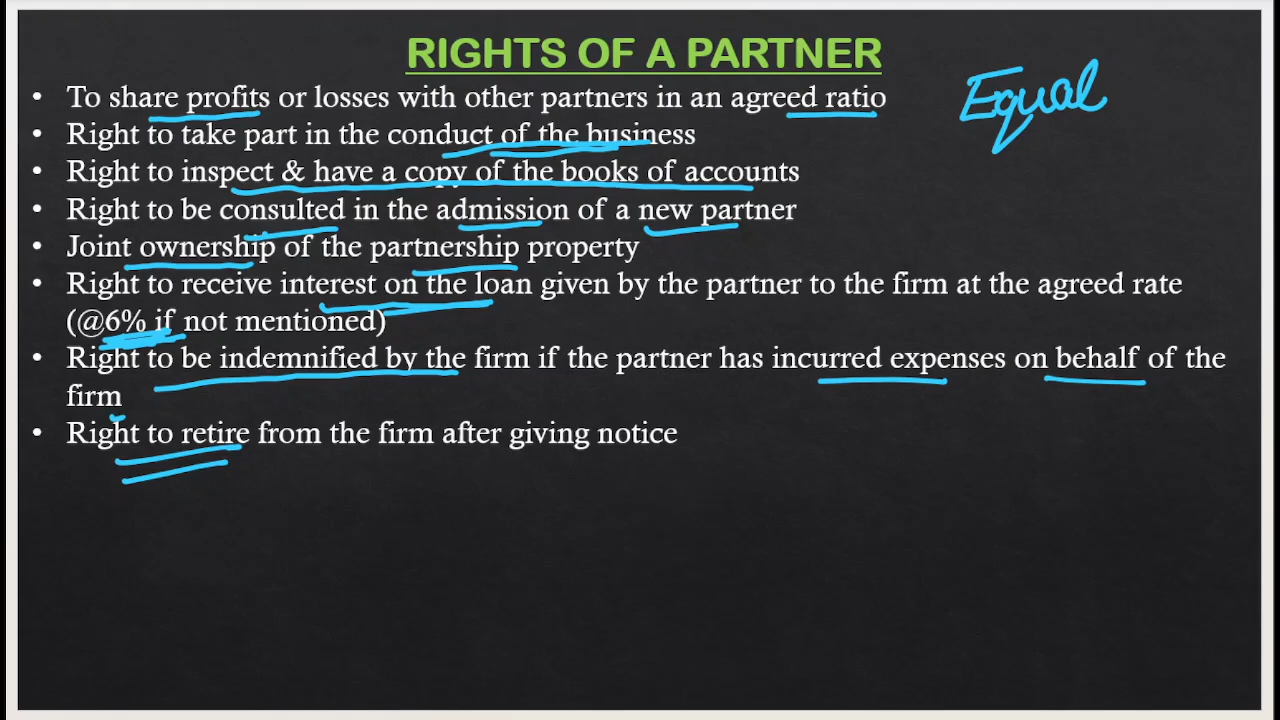 RIGHTS OF A PARTNER
• To share profits or losses with other partners in an agreed ratio
Equal
• Right to take part in the conduct of the business
• Right to inspect & have a copy of the books of accounts
• Right to be consulted in the admission of a new partner
• Joint ownership of the partnership property
• Right to receive interest on the loan given by the partner to the firm at the agreed rate
(@6% if not mentioned)
• Right to be indemnified by the firm if the partner has incurred expenses on behalf of the
firm
• Right to retire from the firm after giving notice